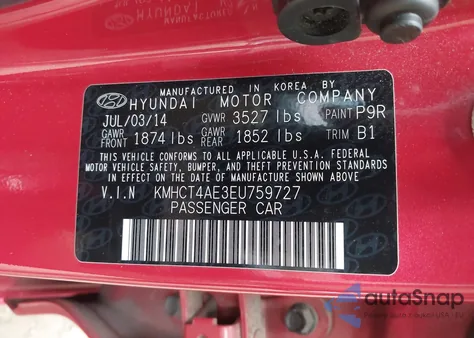 MANUFACTURED IN KOREA BY
HYUNDAI MOTOR COMPANY
JUL/03/14 GVWR 3527 lbs PAINT P9R
GAWR FRONT 1874 lbs GAWR REAR 1852 lbs TRIM B1
THIS VEHICLE CONFORMS TO ALL APPLICABLE U.S.A. FEDERAL
MOTOR VEHICLE SAFETY, BUMPER, AND THEFT PREVENTION
STANDARDS IN EFFECT ON THE DATE OF MANUFACTURE SHOWN ABOVE.
V.I.N KMHCT4AE3EU759727
PASSENGER CAR
autoSnap